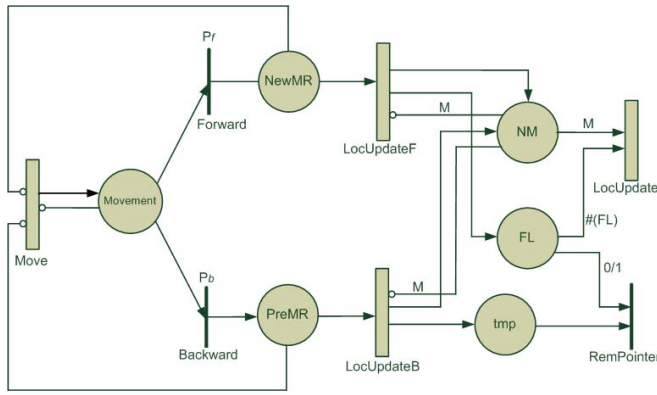 Pf
NewMR
Forward
M
NM
M
LocUpdateF
LocUpdate
Movement
#(FL)
FL
Move
0/1
Pb
M
PreMR
tmp
Backward
LocUpdateB
RemPointer